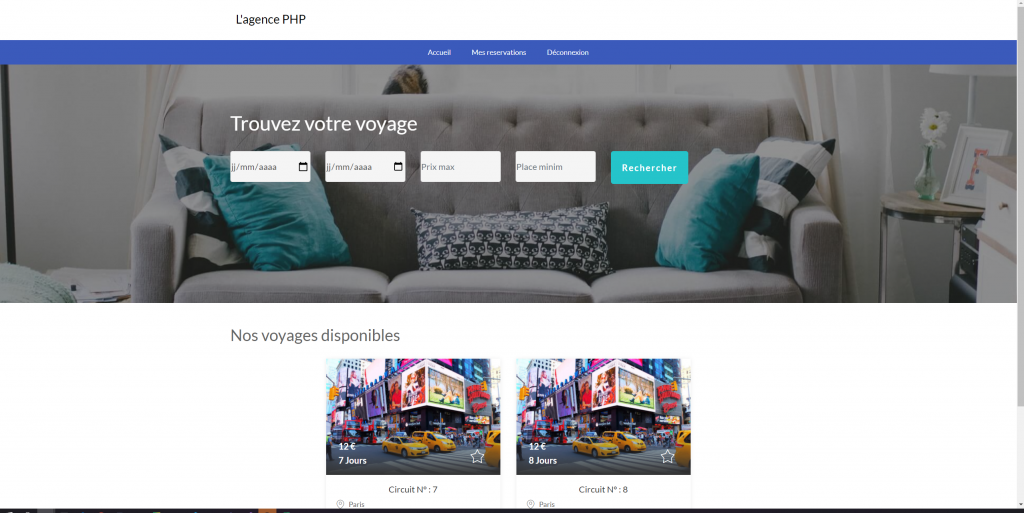 L'agence PHP
Accueil Mes reservations Déconnexion
Trouvez votre voyage
jj/mm/aaaa jj/mm/aaaa Prix max Place minim Rechercher
Nos voyages disponibles
12 € 12 €
7 Jours 8 Jours
Circuit N° : 7 Circuit N° : 8
Paris Paris